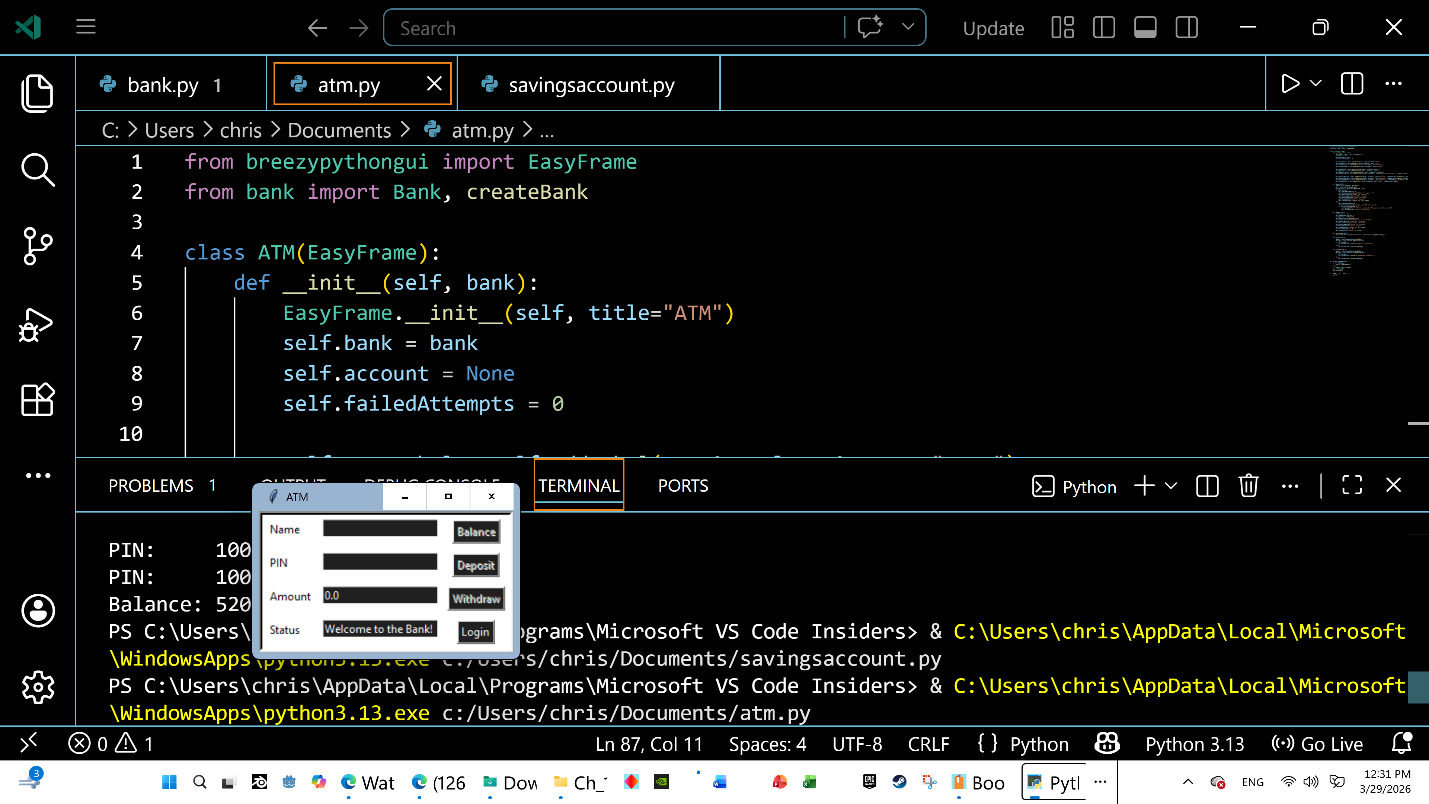 Search
Update
bank.py 1
atm.py
savingsaccount.py
C: > Users > chris > Documents > atm.py > ...
1 from breezypythongui import EasyFrame
2 from bank import Bank, createBank
3
4 class ATM(EasyFrame):
5 def __init__(self, bank):
6 EasyFrame.__init__(self, title="ATM")
7 self.bank = bank
8 self.account = None
9 self.failedAttempts = 0
10
PROBLEMS 1
TERMINAL
PORTS
Python
ATM
Name
Balance
PIN
Deposit
Amount 0.0
Withdraw
Status Welcome to the Bank!
Login
PIN: 100
PIN: 100
Balance: 520
PS C:\Users\ ograms\Microsoft VS Code Insiders> & C:\Users\chris\AppData\Local\Microsoft
\WindowsApps\python3.13.exe c:/Users/chris/Documents/savingsaccount.py
PS C:\Users\chris\AppData\Local\Programs\Microsoft VS Code Insiders> & C:\Users\chris\AppData\Local\Microsoft
\WindowsApps\python3.13.exe c:/Users/chris/Documents/atm.py
0 1
Ln 87, Col 11
Spaces: 4
UTF-8
CRLF
{ } Python
Python 3.13
Go Live
3
Wat
(126
Dow
Ch_
Boo
Pytl
ENG
12:31 PM
3/29/2026